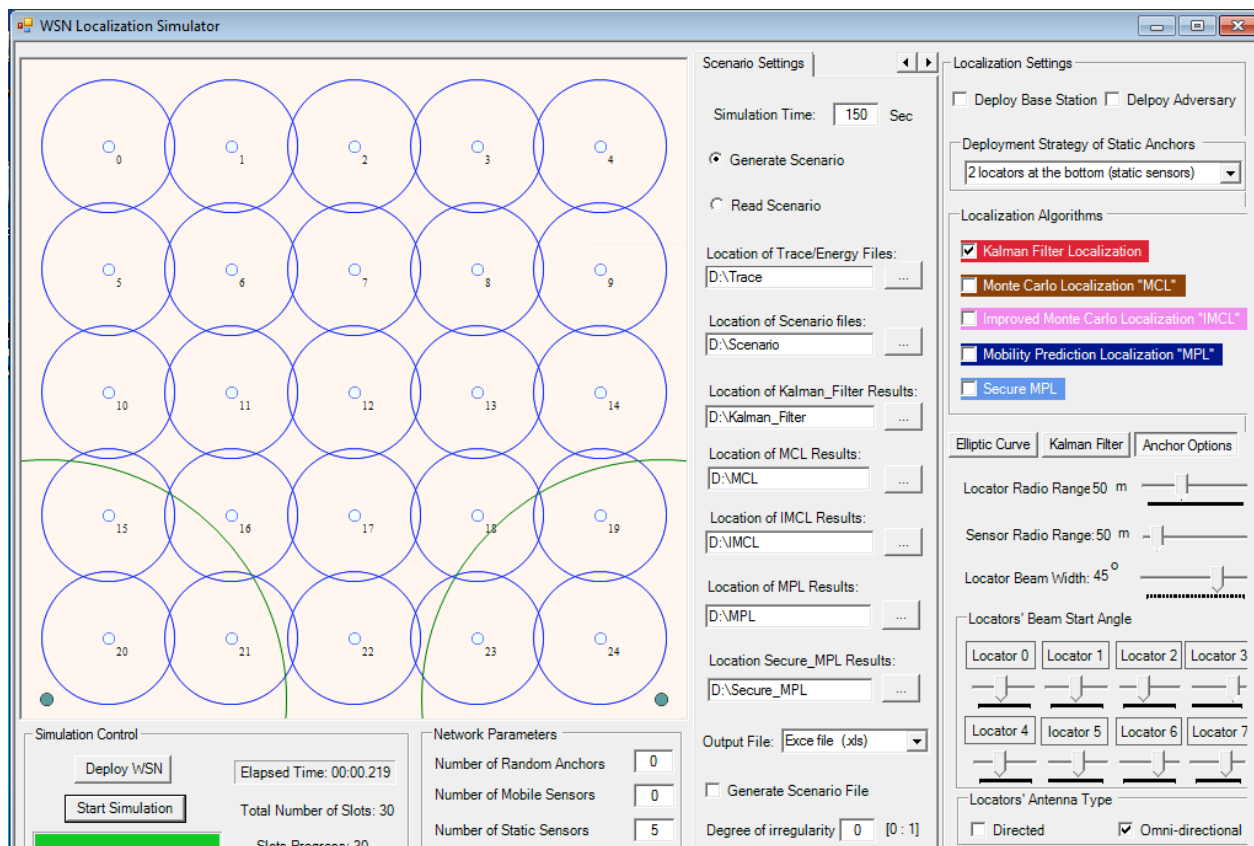 WSN Localization Simulator
0 1 2 3 4
5 6 7 8 9
10 11 12 13 14
15 16 17 18 19
20 21 22 23 24
Simulation Control
Deploy WSN
Elapsed Time: 00:00.219
Start Simulation
Total Number of Slots: 30
Slots Progress: 30
Network Parameters
Number of Random Anchors 0
Number of Mobile Sensors 0
Number of Static Sensors 5
Scenario Settings
Simulation Time: 150 Sec
Generate Scenario
Read Scenario
Location of Trace/Energy Files:
D:\Trace ...
Location of Scenario files:
D:\Scenario ...
Location of Kalman_Filter Results:
D:\Kalman_Filter ...
Location of MCL Results:
D:\MCL ...
Location of IMCL Results:
D:\IMCL ...
Location of MPL Results:
D:\MPL ...
Location Secure_MPL Results:
D:\Secure_MPL ...
Output File: Exce file (.xls)
Generate Scenario File
Degree of irregularity 0 [0 : 1]
Localization Settings
Deploy Base Station Delpoy Adversary
Deployment Strategy of Static Anchors
2 locators at the bottom (static sensors)
Localization Algorithms
Kalman Filter Localization
Monte Carlo Localization "MCL"
Improved Monte Carlo Localization "IMCL"
Mobility Prediction Localization "MPL"
Secure MPL
Elliptic Curve Kalman Filter Anchor Options
Locator Radio Range 50 m
Sensor Radio Range: 50 m
Locator Beam Width: 45 o
Locators' Beam Start Angle
Locator 0 Locator 1 Locator 2 Locator 3
Locator 4 locator 5 Locator 6 Locator 7
Locators' Antenna Type
Directed Omni-directional